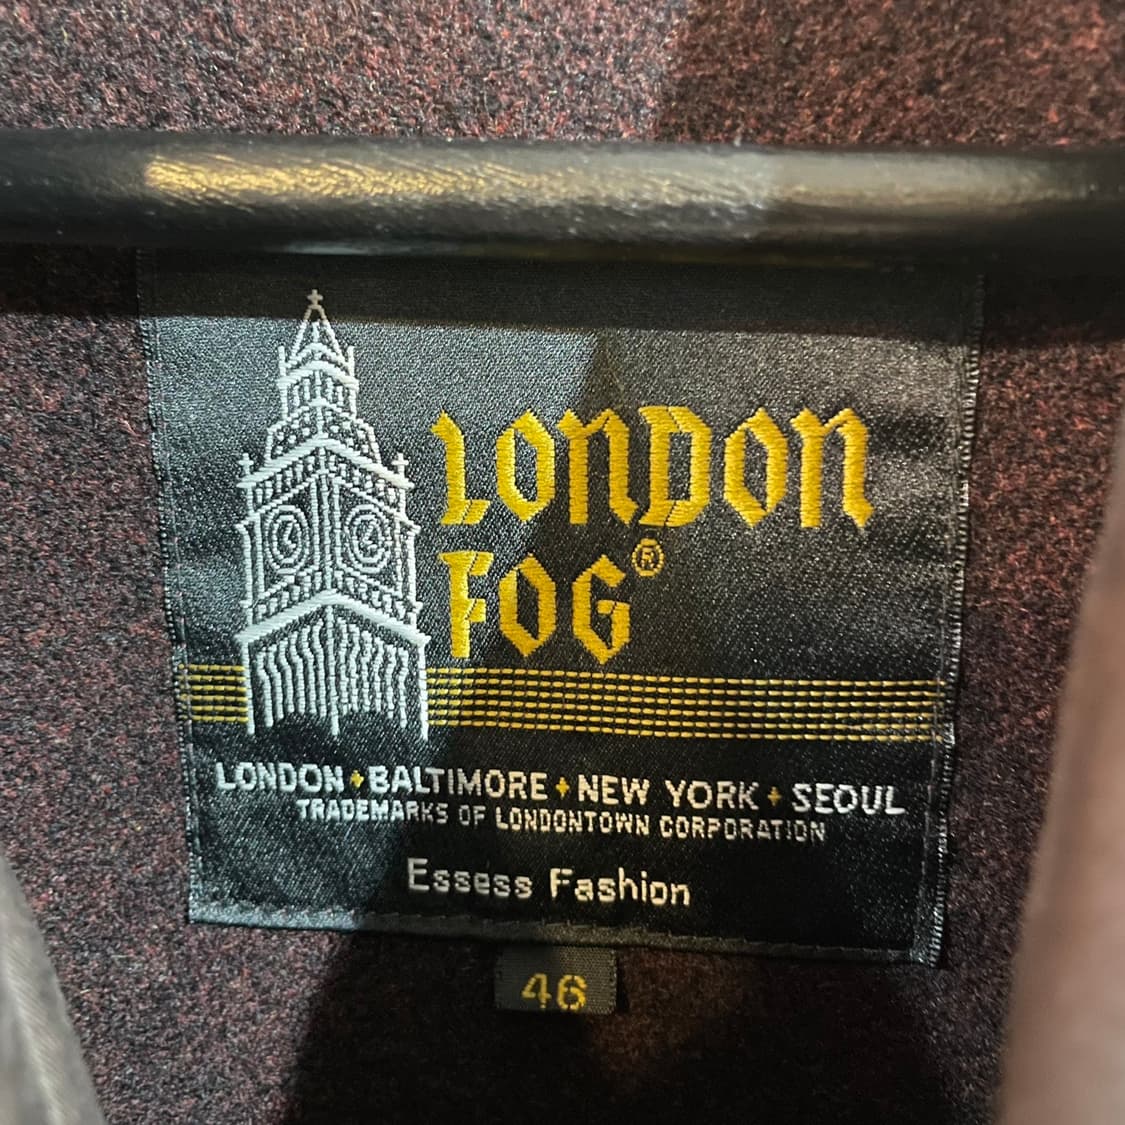 LONDON
FOG®
LONDON BALTIMORE NEW YORK SEOUL
TRADEMARKS OF LONDONTOWN CORPORATION
Essess Fashion
46